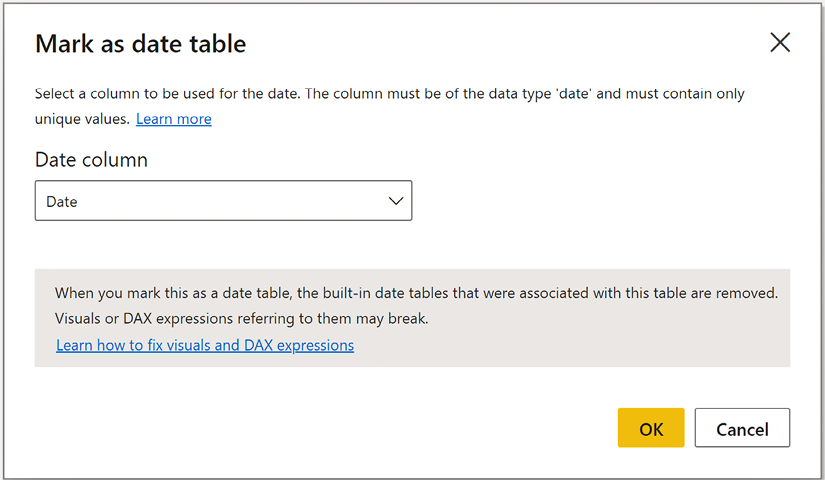 Mark as date table
Select a column to be used for the date. The column must be of the data type 'date' and must contain only
unique values. Learn more
Date column
Date
When you mark this as a date table, the built-in date tables that were associated with this table are removed.
Visuals or DAX expressions referring to them may break.
Learn how to fix visuals and DAX expressions
OK Cancel